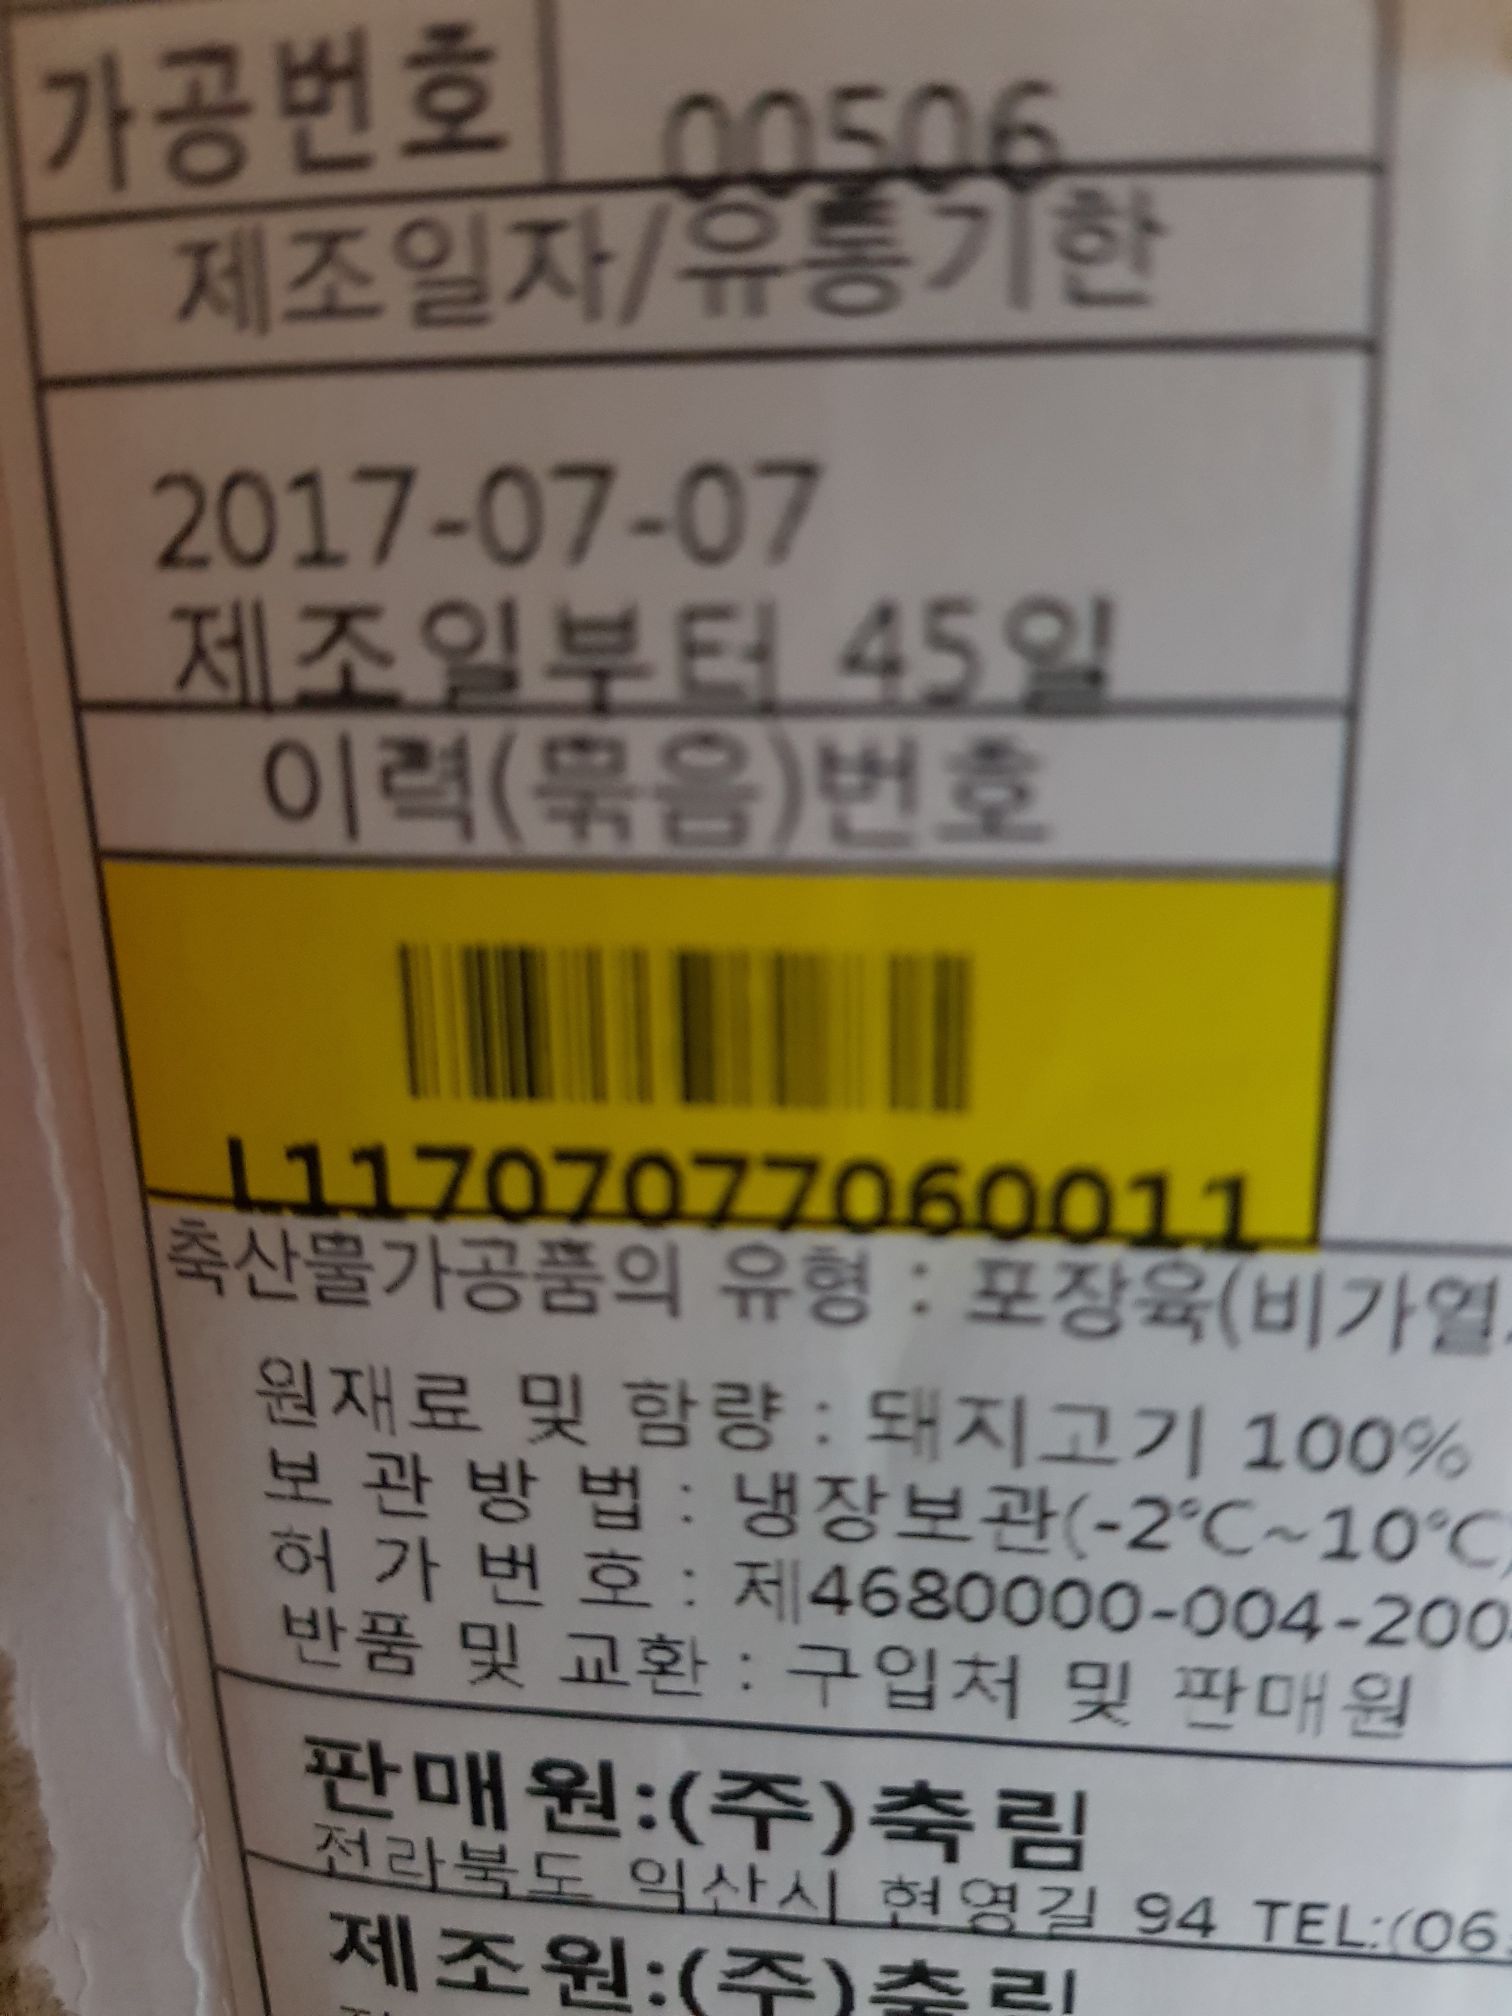 가공번호 00506
제조일자/유통기한
2017-07-07
제조일부터 45일
이력(묶음)번호
L11707077060011
축산물가공품의 유형 : 포장육(비가열
원재료 및 함량 : 돼지고기 100%
보 관 방 법 : 냉장보관(-2℃~10℃)
허 가 번 호 : 제4680000-004-200
반품 및 교환 : 구입처 및 판매원
판매원:(주)축림
전라북도 익산시 현영길 94 TEL:(06
제조원:(주)축림